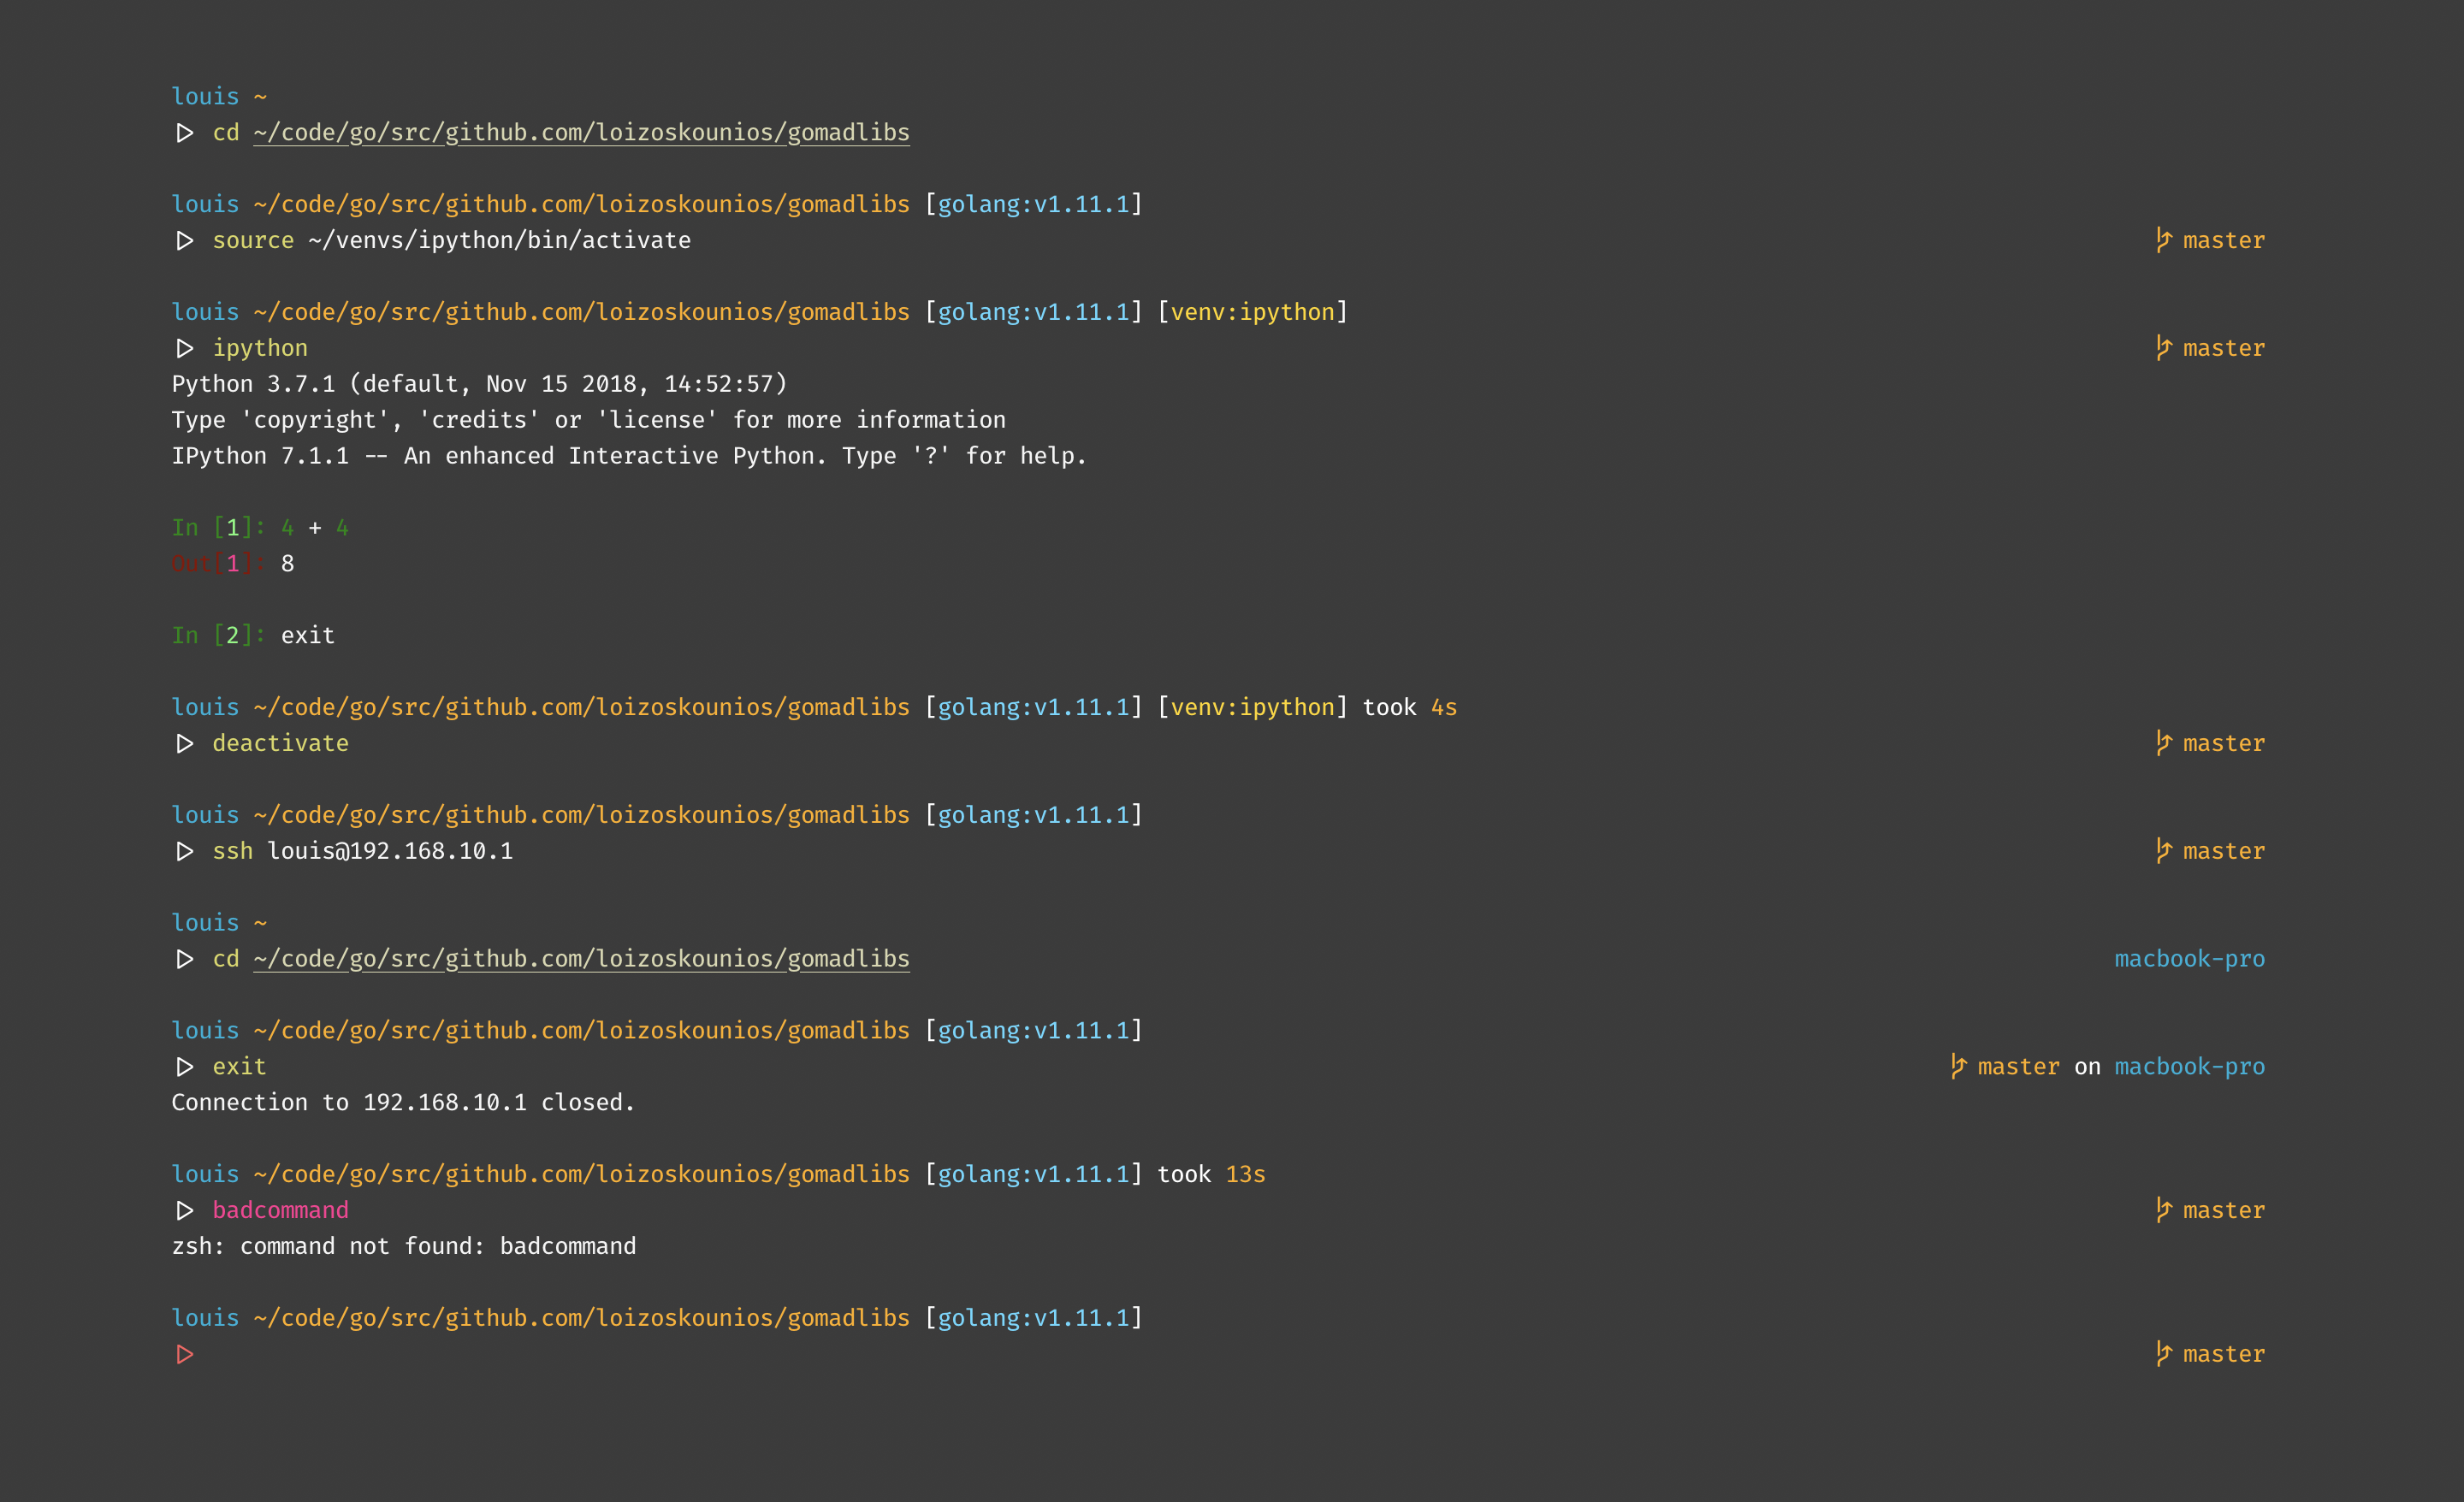 louis ~
▷ cd ~/code/go/src/github.com/loizoskounios/gomadlibs
louis ~/code/go/src/github.com/loizoskounios/gomadlibs [golang:v1.11.1]
▷ source ~/venvs/ipython/bin/activate master
louis ~/code/go/src/github.com/loizoskounios/gomadlibs [golang:v1.11.1] [venv:ipython]
▷ ipython master
Python 3.7.1 (default, Nov 15 2018, 14:52:57)
Type 'copyright', 'credits' or 'license' for more information
IPython 7.1.1 -- An enhanced Interactive Python. Type '?' for help.
In [1]: 4 + 4
Out[1]: 8
In [2]: exit
louis ~/code/go/src/github.com/loizoskounios/gomadlibs [golang:v1.11.1] [venv:ipython] took 4s
▷ deactivate master
louis ~/code/go/src/github.com/loizoskounios/gomadlibs [golang:v1.11.1]
▷ ssh louis@192.168.10.1 master
louis ~
▷ cd ~/code/go/src/github.com/loizoskounios/gomadlibs macbook-pro
louis ~/code/go/src/github.com/loizoskounios/gomadlibs [golang:v1.11.1]
▷ exit master on macbook-pro
Connection to 192.168.10.1 closed.
louis ~/code/go/src/github.com/loizoskounios/gomadlibs [golang:v1.11.1] took 13s
▷ badcommand master
zsh: command not found: badcommand
louis ~/code/go/src/github.com/loizoskounios/gomadlibs [golang:v1.11.1]
▷ master